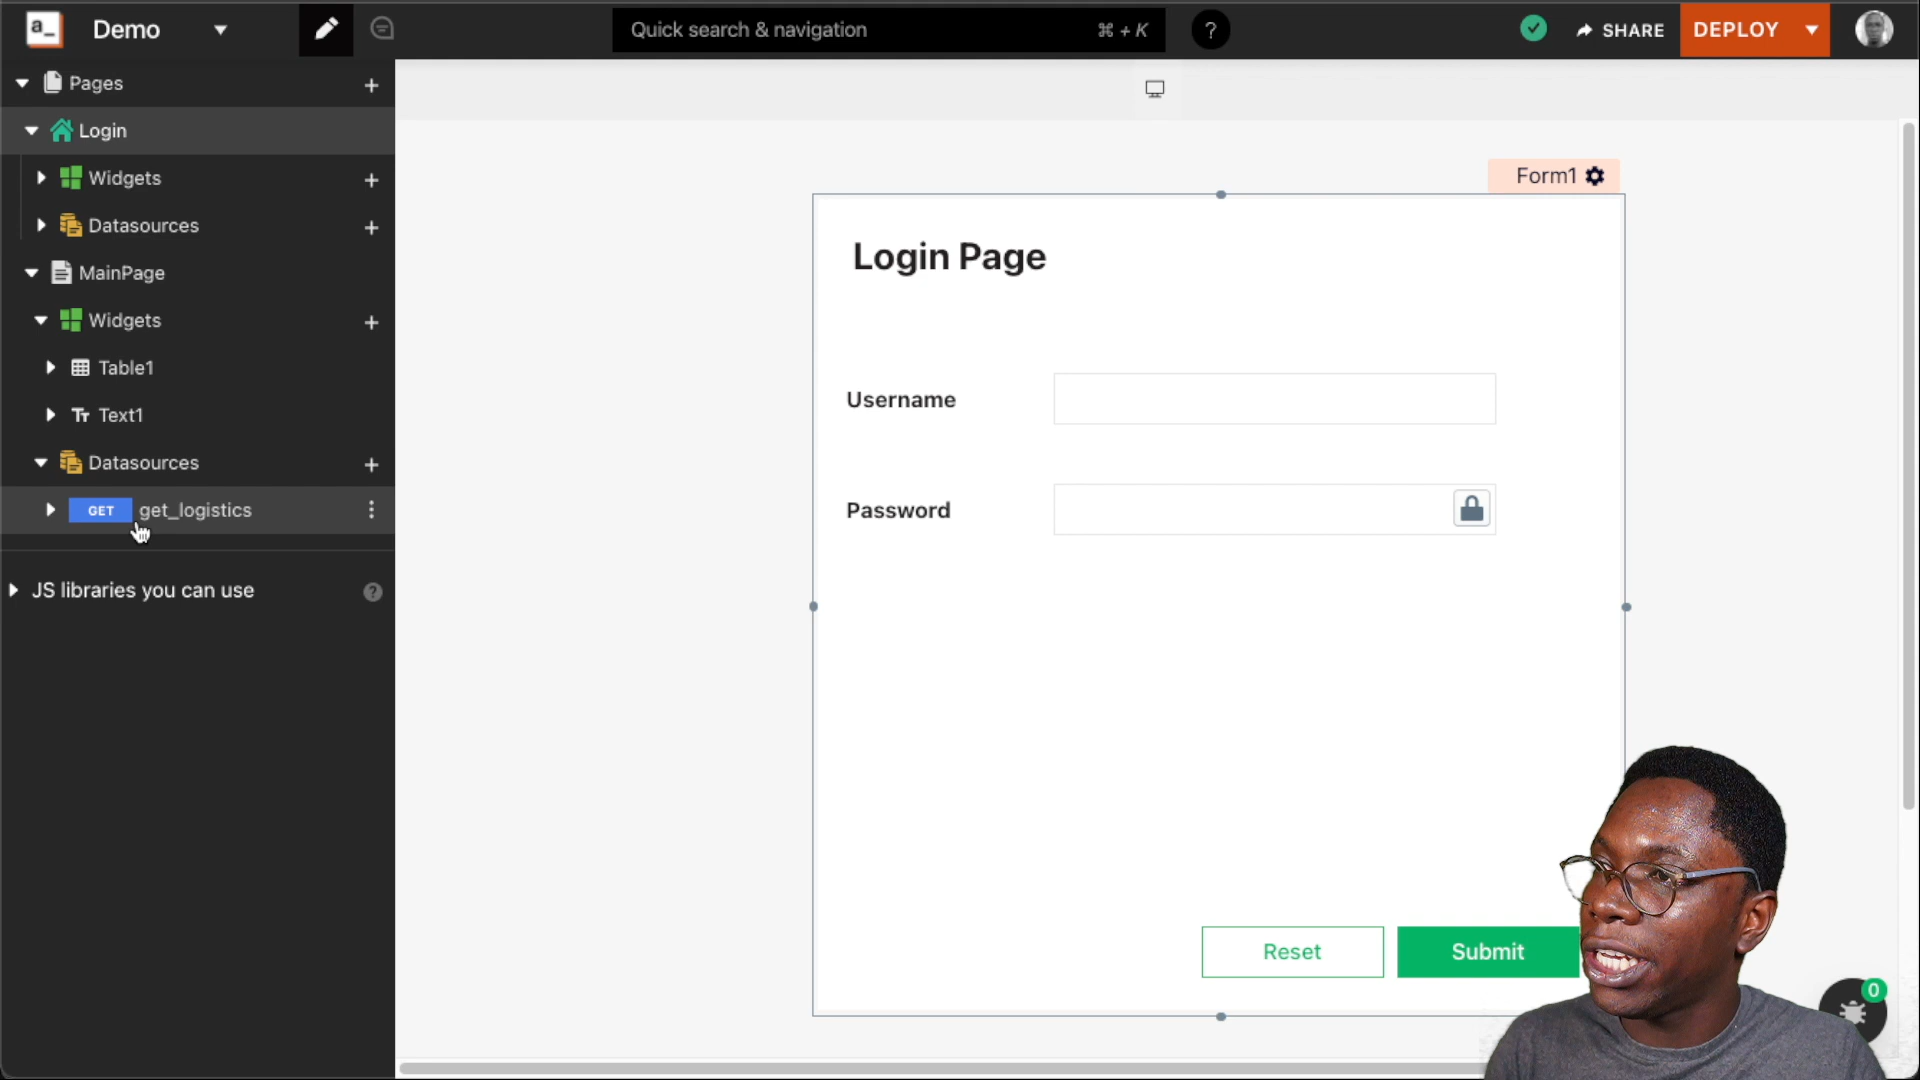 a_
Demo
Quick search & navigation
⌘ + K
?
SHARE
DEPLOY
Pages
+
Login
Widgets
+
Datasources
+
MainPage
Widgets
+
Table1
Tт Text1
Datasources
+
GET get_logistics
JS libraries you can use
?
Form1
Login Page
Username
Password
Reset
Submit
0